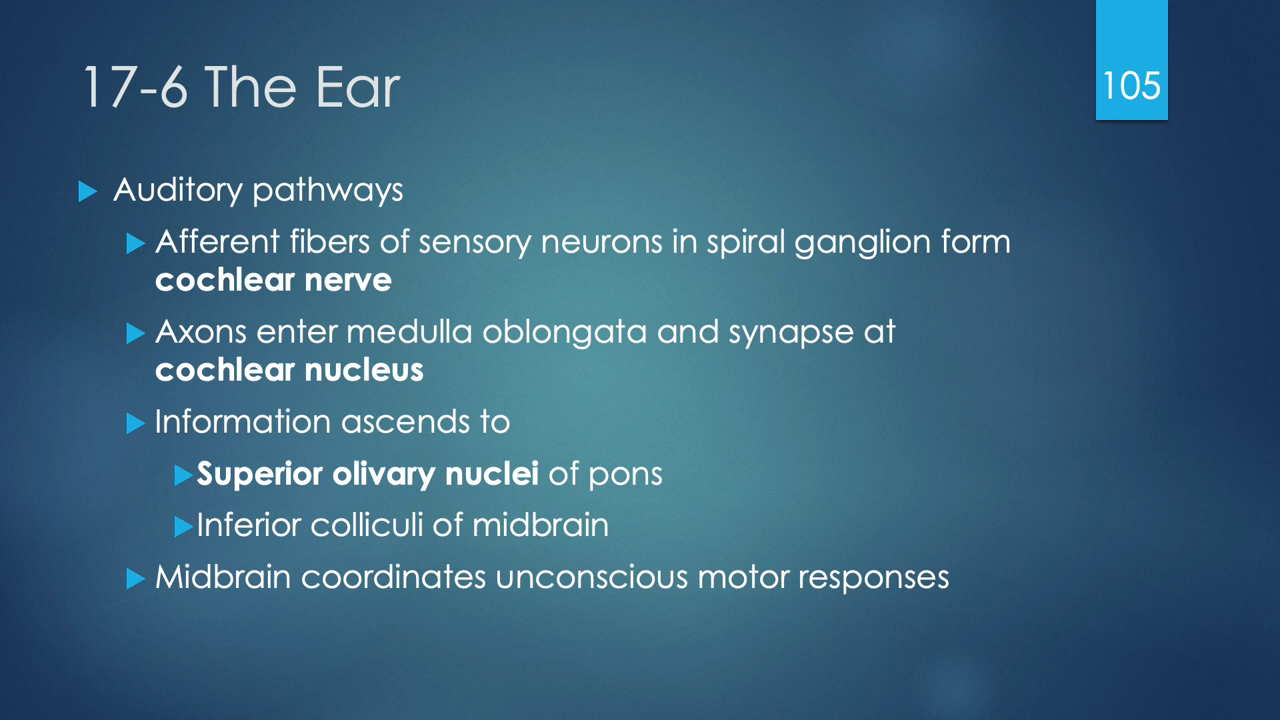 17-6 The Ear
105
Auditory pathways
Afferent fibers of sensory neurons in spiral ganglion form
cochlear nerve
Axons enter medulla oblongata and synapse at
cochlear nucleus
Information ascends to
Superior olivary nuclei of pons
Inferior colliculi of midbrain
Midbrain coordinates unconscious motor responses